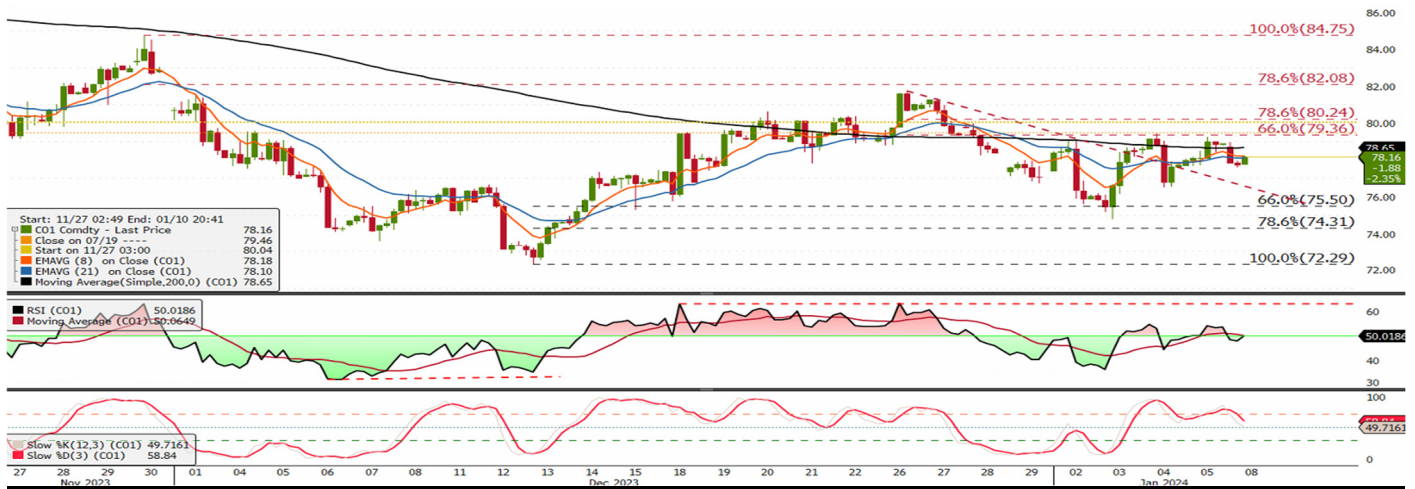 86.00
100.0%(84.75)
84.00
78.6%(82.08)
82.00
78.6%(80.24)
80.00
66.0%(79.36)
78.65
78.16
-1.88
-2.35%
66.0%(75.50)
76.00
78.6%(74.31)
74.00
100.0%(72.29)
72.00
Start: 11/27 02:49 End: 01/10 20:41
CO1 Comdty - Last Price 78.16
Close on 07/19 ---- 79.46
Start on 11/27 03:00 80.04
EMAVG (8) on Close (CO1) 78.18
EMAVG (21) on Close (CO1) 78.10
Moving Average(Simple,200,0) (CO1) 78.65
RSI (CO1) 50.0186
Moving Average (CO1) 50.0649
60
50.0186
40
30
100
49.7161
0
Slow %K(12,3) (CO1) 49.7161
Slow %D(3) (CO1) 58.84
27 28 29 30 01 04 05 06 07 08 11 12 13 14 15 18 19 20 21 22 26 27 28 29 02 03 04 05 08
Nov 2023 Dec 2023 Jan 2024